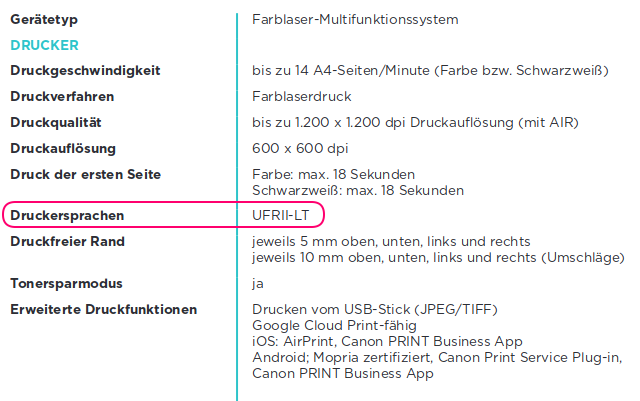 Gerätetyp Farblaser-Multifunktionssystem
DRUCKER
Druckgeschwindigkeit bis zu 14 A4-Seiten/Minute (Farbe bzw. Schwarzweiß)
Druckverfahren Farblaserdruck
Druckqualität bis zu 1.200 x 1.200 dpi Druckauflösung (mit AIR)
Druckauflösung 600 x 600 dpi
Druck der ersten Seite Farbe: max. 18 Sekunden
Schwarzweiß: max. 18 Sekunden
Druckersprachen UFRII-LT
Druckfreier Rand jeweils 5 mm oben, unten, links und rechts
jeweils 10 mm oben, unten, links und rechts (Umschläge)
Tonersparmodus ja
Erweiterte Druckfunktionen Drucken vom USB-Stick (JPEG/TIFF)
Google Cloud Print-fähig
iOS: AirPrint, Canon PRINT Business App
Android; Mopria zertifiziert, Canon Print Service Plug-in,
Canon PRINT Business App